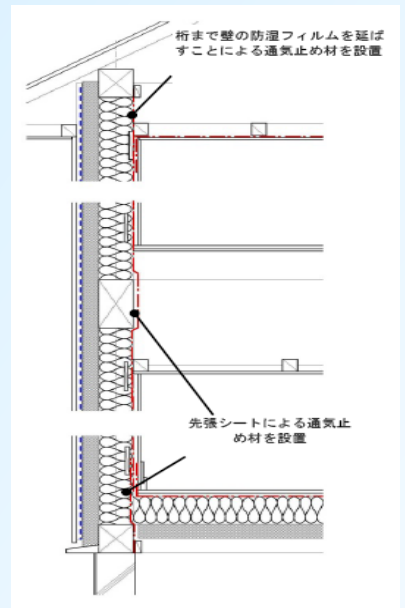 桁まで壁の防湿フィルムを延ば
すことによる通気止め材を設置
先張シートによる通気止
め材を設置